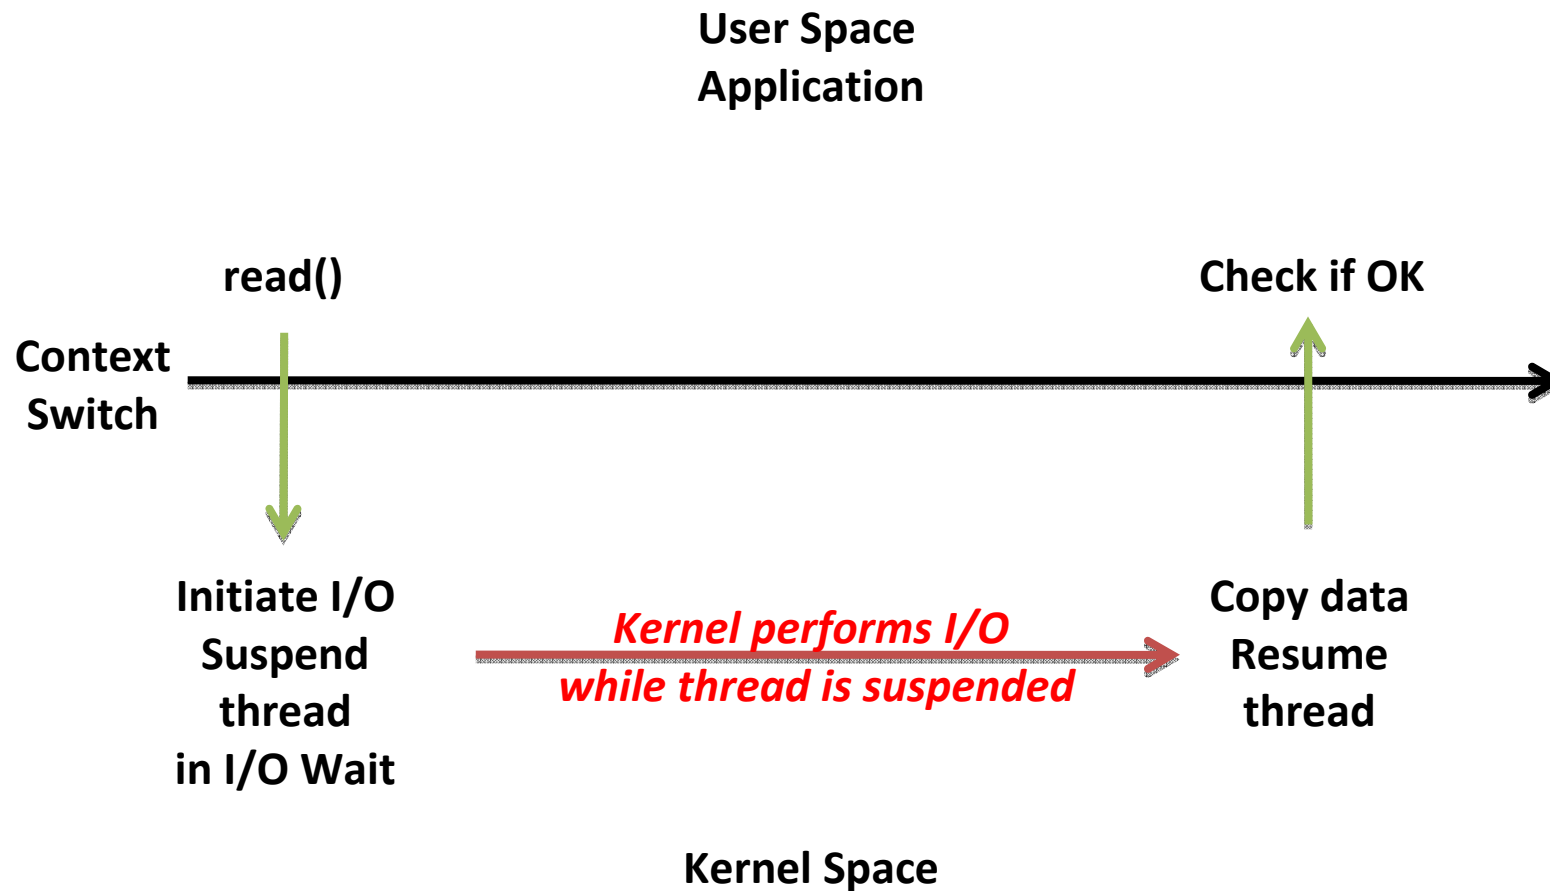 User Space
Application
read()
Check if OK
Context
Switch
Initiate I/O
Suspend
thread
in I/O Wait
Kernel performs I/O
while thread is suspended
Copy data
Resume
thread
Kernel Space